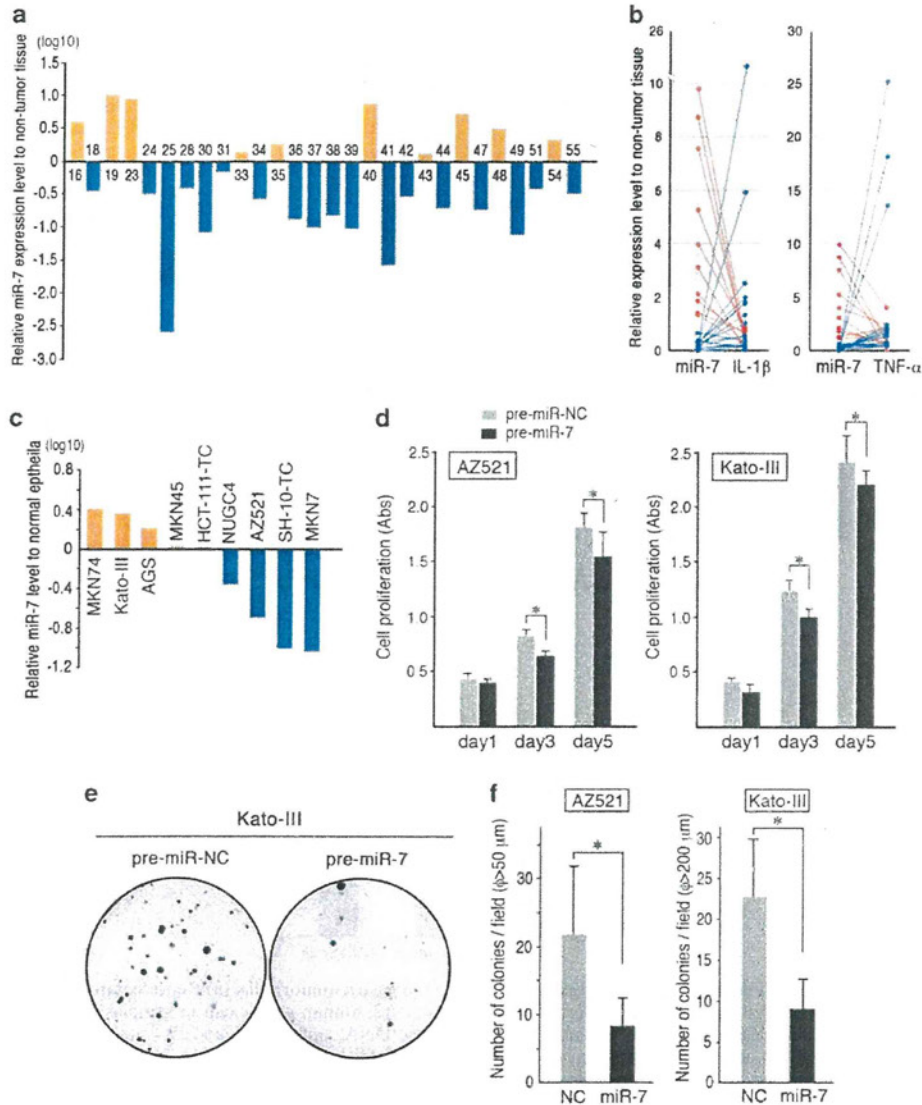 a
(log10)
Relative miR-7 expression level to non-tumor tissue
1.5
1.0
0.5
0
-0.5
-1.0
-1.5
-2.0
-2.5
-3.0
18 24 25 28 30 31 34 36 37 38 39 41 42 44 47 49 51 55
16 19 23 33 35 40 43 45 48 54
b
Relative expression level to non-tumor tissue
26
10
8
6
4
2
0
miR-7 IL-1β
30
25
20
15
10
5
0
miR-7 TNF-α
c
(log10)
Relative miR-7 level to normal eptheila
0.4
0
-0.4
-0.8
-1.2
MKN74
Kato-III
AGS
MKN45
HCT-111-TC
NUGC4
AZ521
SH-10-TC
MKN7
d
pre-miR-NC
pre-miR-7
AZ521
Cell proliferation (Abs)
2.5
2.0
1.5
1.0
0 5
*
*
day1 day3 day5
Kato-III
Cell proliferation (Abs)
2.5
2.0
1.5
1.0
0 5
*
*
day1 day3 day5
e
Kato-III
pre-miR-NC pre-miR-7
f
AZ521
Number of colonies / field (φ>50 μm)
30
20
10
0
*
NC miR-7
Kato-III
Number of colonies / field (φ>200 μm)
30
25
20
15
10
5
0
*
NC miR-7